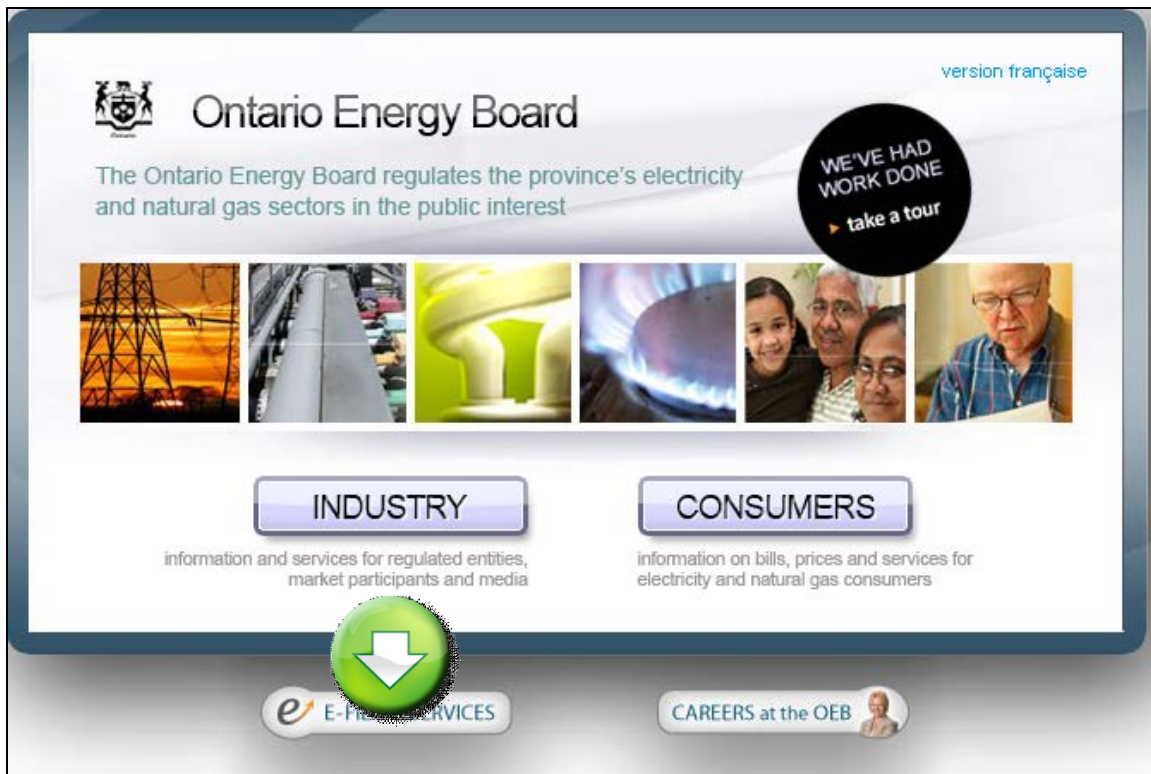 version française
Ontario Energy Board
The Ontario Energy Board regulates the province's electricity
and natural gas sectors in the public interest
WE'VE HAD
WORK DONE
take a tour
INDUSTRY
CONSUMERS
information and services for regulated entities,
market participants and media
information on bills, prices and services for
electricity and natural gas consumers
CAREERS at the OEB